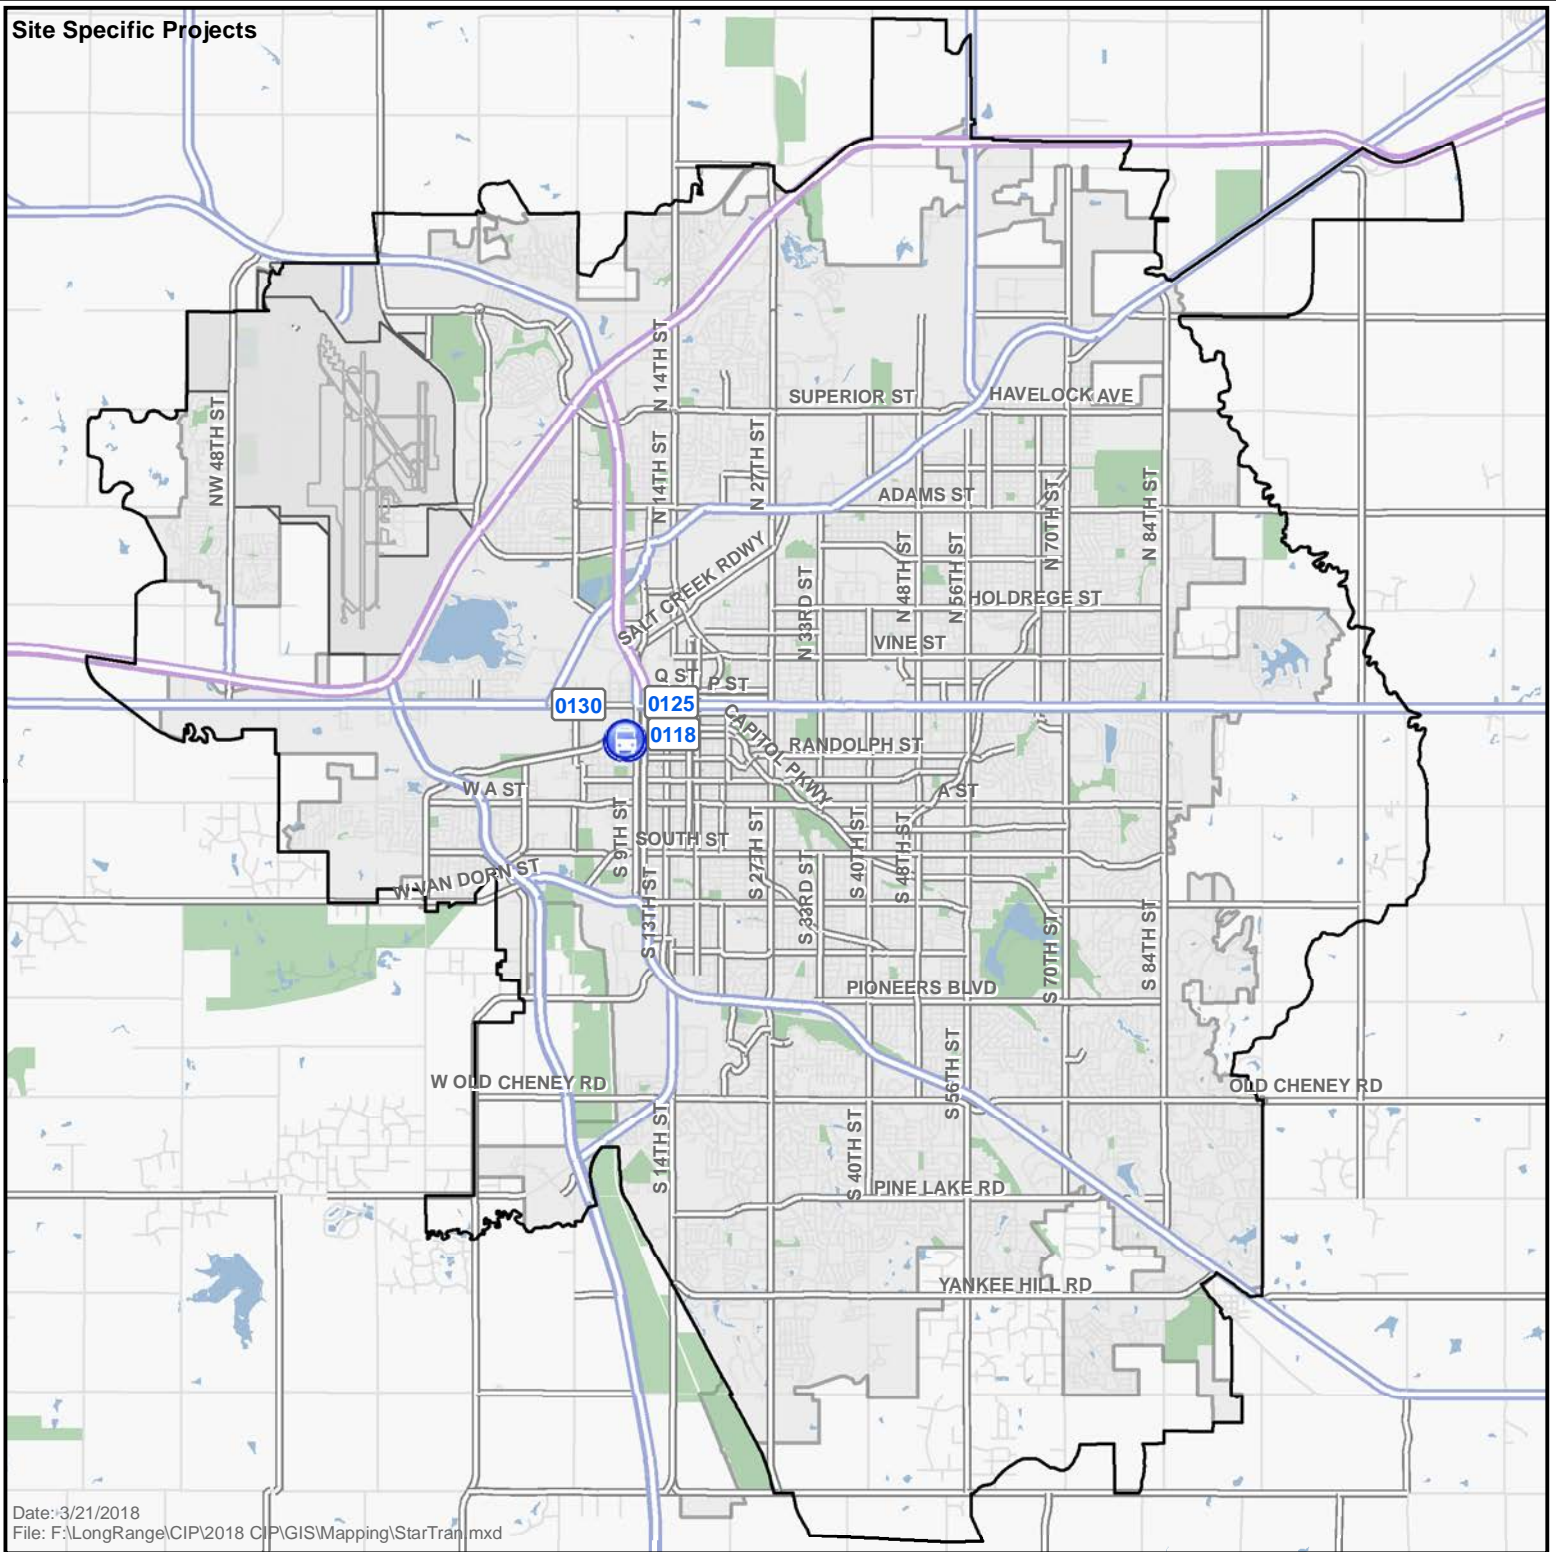 Site Specific Projects
N 14TH ST
SUPERIOR ST
HAVELOCK AVE
NW 48TH ST
N 14TH ST
N 27TH ST
ADAMS ST
N 70TH ST
N 84TH ST
SALT CREEK RDWY
N 33RD ST
N 48TH ST
N 56TH ST
HOLDREGE ST
VINE ST
Q ST
P ST
0130
0125
0118
CAPITOL PKWY
RANDOLPH ST
W A ST
A ST
S 9TH ST
SOUTH ST
S 27TH ST
S 33RD ST
S 40TH ST
S 48TH ST
W VAN DORN ST
S 13TH ST
S 70TH ST
S 84TH ST
PIONEERS BLVD
S 56TH ST
W OLD CHENEY RD
OLD CHENEY RD
S 14TH ST
S 40TH ST
PINE LAKE RD
YANKEE HILL RD
Date: 3/21/2018
File: F:\LongRange\CIP\2018 CIP\GIS\Mapping\StarTran.mxd